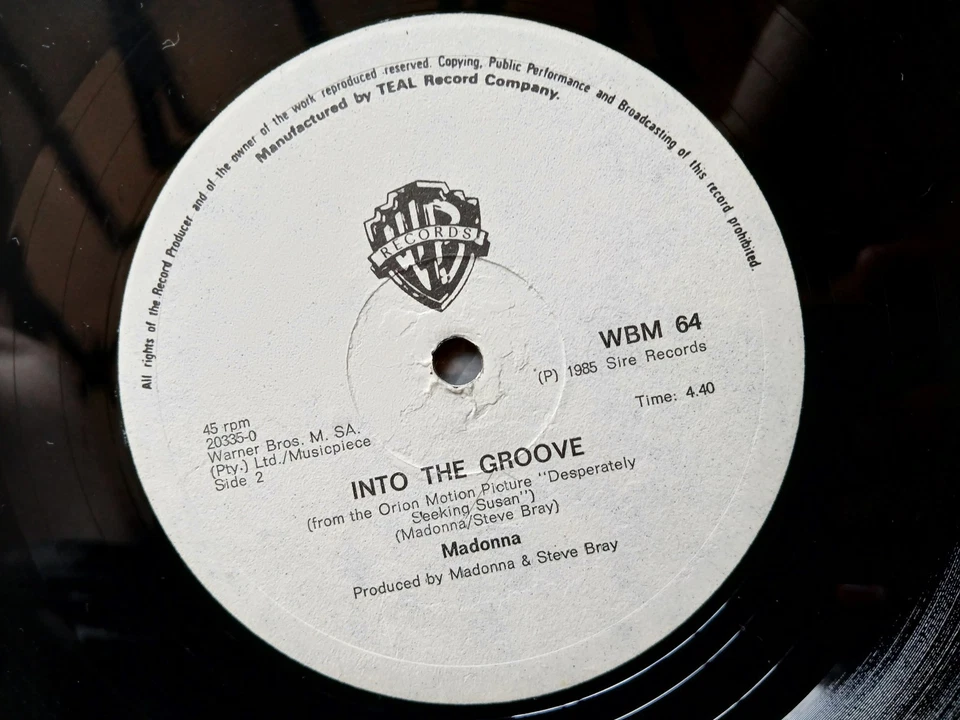 All rights of the Record Producer and of the owner of the work reproduced reserved. Copying, Public Performance and Broadcasting of this record prohibited.
Manufactured by TEAL Record Company.
WB
RECORDS
WBM 64
(P) 1985 Sire Records
Time: 4.40
45 rpm
20335-0
Warner Bros. M. SA.
(Pty.) Ltd./Musicpiece
Side 2
INTO THE GROOVE
(from the Orion Motion Picture "Desperately
Seeking Susan")
(Madonna/Steve Bray)
Madonna
Produced by Madonna & Steve Bray